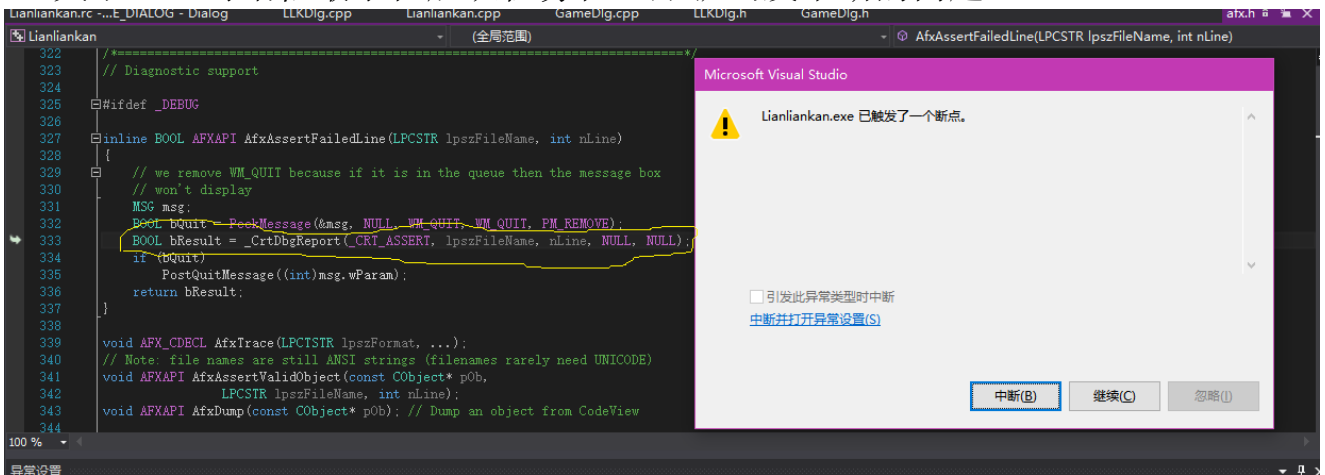 Lianliankan.rc -...E_DIALOG - Dialog LLKDlg.cpp Lianliankan.cpp GameDlg.cpp LLKDlg.h GameDlg.h afx.h
Lianliankan (全局范围) AfxAssertFailedLine(LPCSTR lpszFileName, int nLine)
322 /*============================================================================*/
323 // Diagnostic support
324
325 #ifdef _DEBUG
326
327 inline BOOL AFXAPI AfxAssertFailedLine(LPCSTR lpszFileName, int nLine)
328 {
329 // we remove WM_QUIT because if it is in the queue then the message box
330 // won't display
331 MSG msg;
332 BOOL bQuit = PeekMessage(&msg, NULL, WM_QUIT, WM_QUIT, PM_REMOVE);
333 BOOL bResult = _CrtDbgReport(_CRT_ASSERT, lpszFileName, nLine, NULL, NULL);
334 if (bQuit)
335 PostQuitMessage((int)msg.wParam);
336 return bResult;
337 }
338
339 void AFX_CDECL AfxTrace(LPCTSTR lpszFormat, ...);
340 // Note: file names are still ANSI strings (filenames rarely need UNICODE)
341 void AFXAPI AfxAssertValidObject(const CObject* pOb,
342 LPCSTR lpszFileName, int nLine);
343 void AFXAPI AfxDump(const CObject* pOb); // Dump an object from CodeView
344
100 %
异常设置
Microsoft Visual Studio
Lianliankan.exe 已触发了一个断点。
引发此异常类型时中断
中断并打开异常设置(S)
中断(B) 继续(C) 忽略(I)